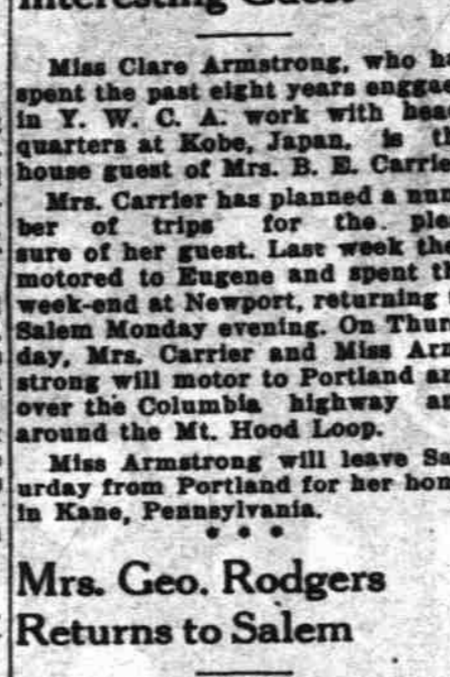 Interesting Guest
Miss Clare Armstrong, who ha
spent the past eight years enggae
in Y. W. C. A. work with hea
quarters at Kobe, Japan, is th
house guest of Mrs. B. E. Carrie
Mrs. Carrier has planned a num
ber of trips for the plea
sure of her guest. Last week the
motored to Eugene and spent th
week-end at Newport, returning t
Salem Monday evening. On Thur
day, Mrs. Carrier and Miss Arm
strong will motor to Portland an
over the Columbia highway an
around the Mt. Hood Loop.
Miss Armstrong will leave Sa
urday from Portland for her hom
in Kane, Pennsylvania.
* * *
Mrs. Geo. Rodgers
Returns to Salem